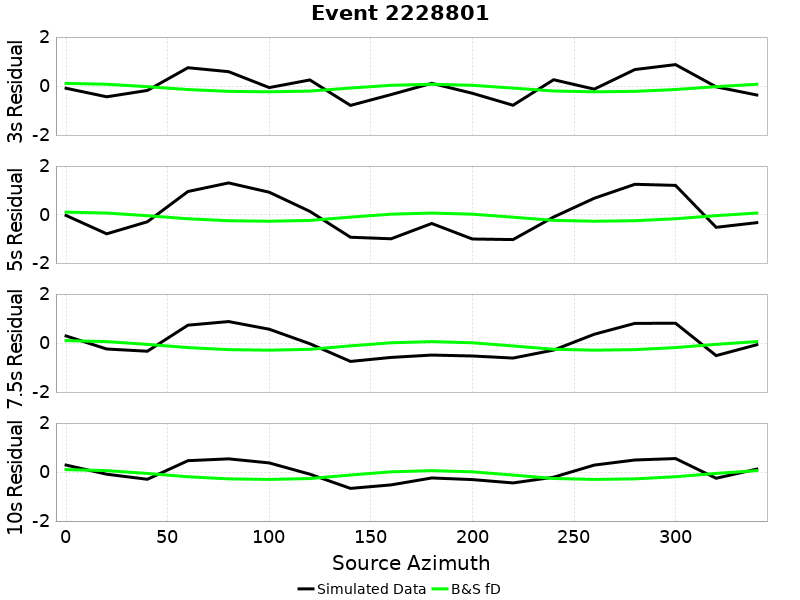 Event 2228801
3s Residual
2
0
-2
5s Residual
2
0
-2
7.5s Residual
2
0
-2
10s Residual
2
0
-2
0 50 100 150 200 250 300
Source Azimuth
Simulated Data B&S fD